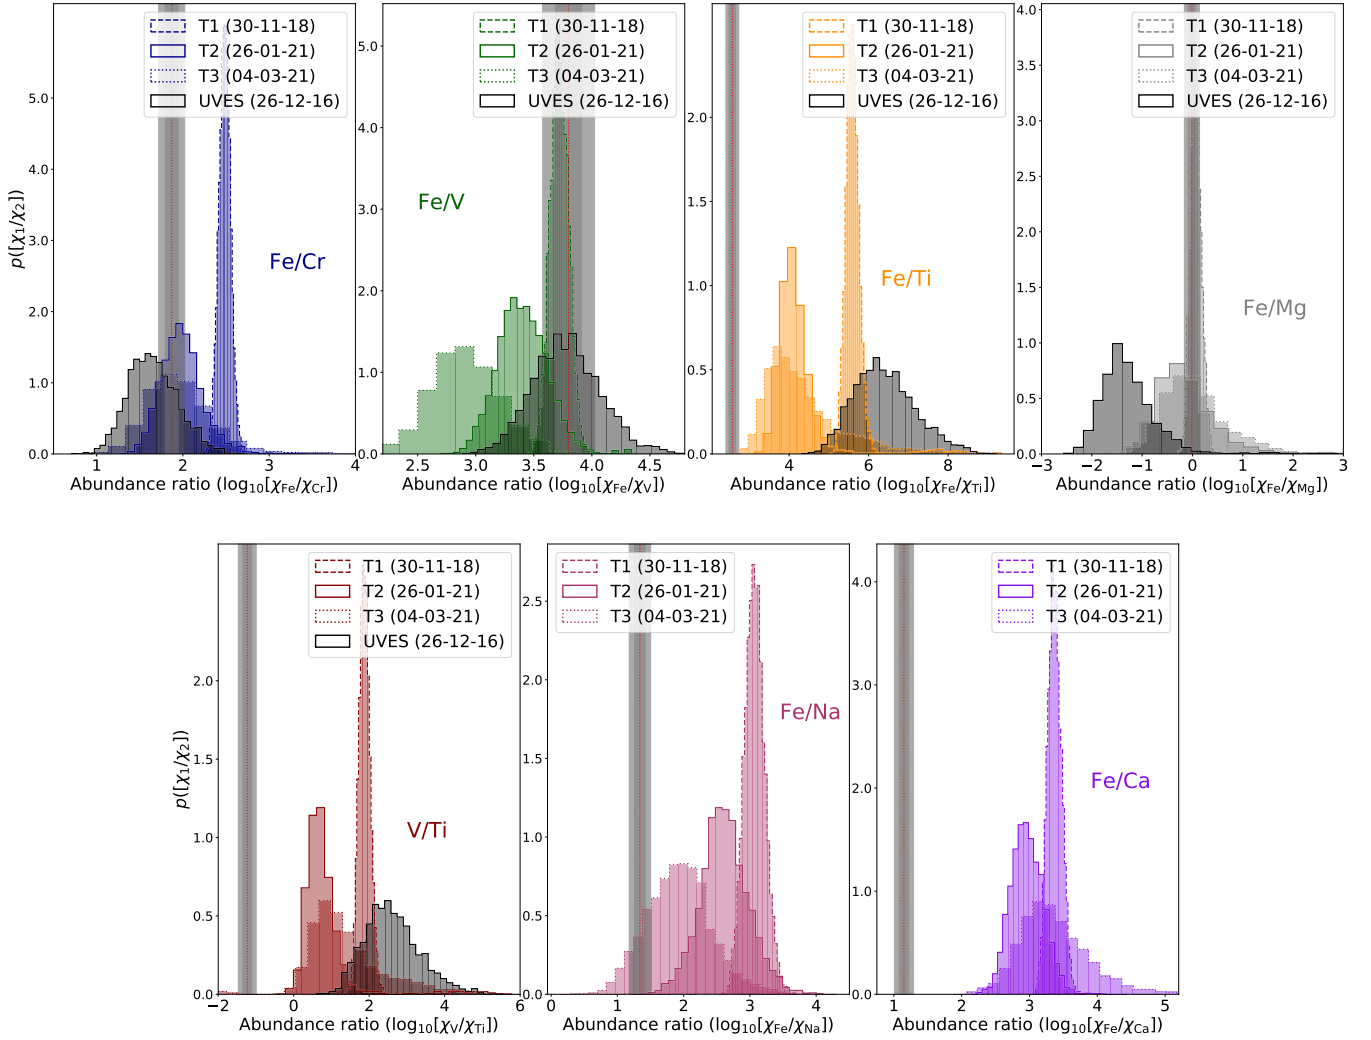 T1 (30-11-18)
T2 (26-01-21)
T3 (04-03-21)
UVES (26-12-16)
Fe/Cr
p([χ1/χ2])
0.0
1.0
2.0
3.0
4.0
5.0
1
2
3
4
Abundance ratio (log10[χFe/χCr])
T1 (30-11-18)
T2 (26-01-21)
T3 (04-03-21)
UVES (26-12-16)
Fe/V
0.0
1.0
2.0
3.0
4.0
5.0
2.5
3.0
3.5
4.0
4.5
Abundance ratio (log10[χFe/χV])
T1 (30-11-18)
T2 (26-01-21)
T3 (04-03-21)
UVES (26-12-16)
Fe/Ti
0.0
0.5
1.0
1.5
2.0
4
6
8
Abundance ratio (log10[χFe/χTi])
T1 (30-11-18)
T2 (26-01-21)
T3 (04-03-21)
UVES (26-12-16)
Fe/Mg
0.0
0.5
1.0
1.5
2.0
2.5
3.0
3.5
4.0
−3
−2
−1
0
1
2
3
Abundance ratio (log10[χFe/χMg])
T1 (30-11-18)
T2 (26-01-21)
T3 (04-03-21)
UVES (26-12-16)
V/Ti
p([χ1/χ2])
0.0
0.5
1.0
1.5
2.0
−2
0
2
4
6
Abundance ratio (log10[χV/χTi])
T1 (30-11-18)
T2 (26-01-21)
T3 (04-03-21)
Fe/Na
0.0
0.5
1.0
1.5
2.0
2.5
0
1
2
3
4
Abundance ratio (log10[χFe/χNa])
T1 (30-11-18)
T2 (26-01-21)
T3 (04-03-21)
Fe/Ca
0.0
1.0
2.0
3.0
4.0
1
2
3
4
5
Abundance ratio (log10[χFe/χCa])